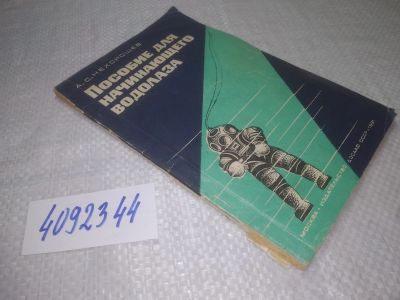 А. С. НЕХОРОШЕВ
ПОСОБИЕ ДЛЯ
НАЧИНАЮЩЕГО
ВОДОЛАЗА
МОСКВА • ИЗДАТЕЛЬСТВО ДОСААФ СССР •
4092344